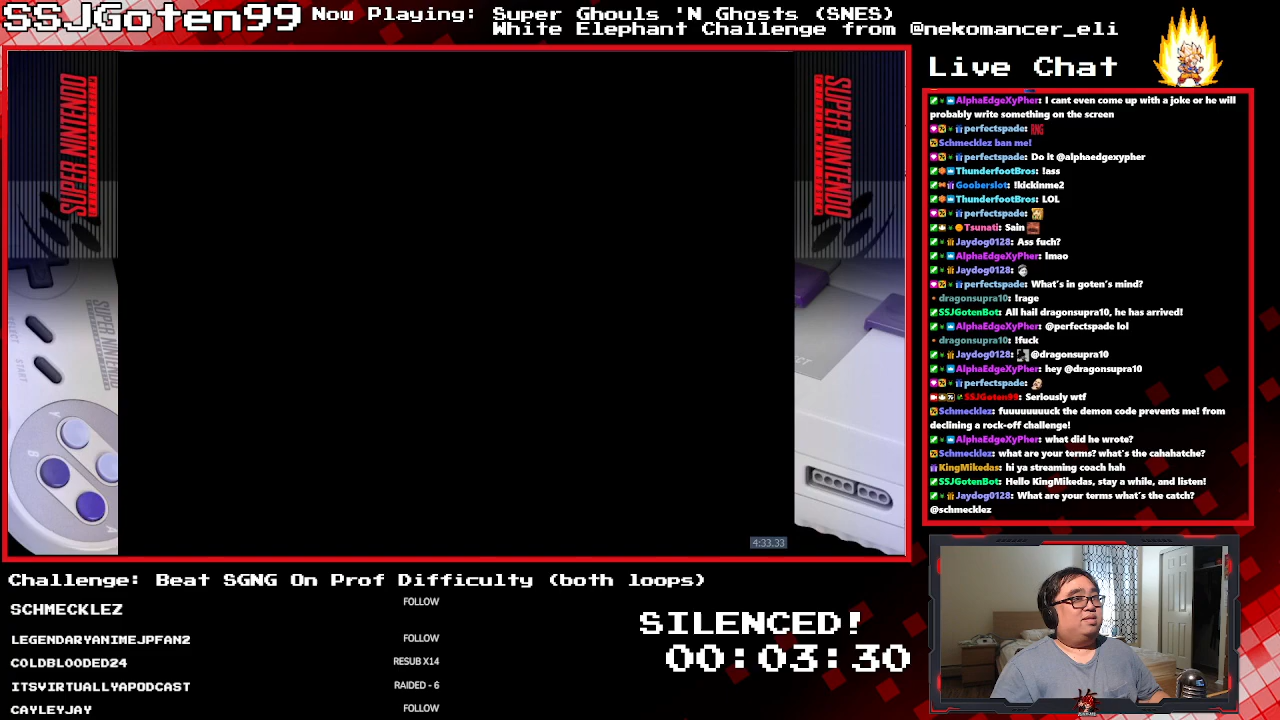 SSJGoten99
Now Playing: Super Ghouls 'N Ghosts (SNES)
White Elephant Challenge from @nekomancer_eli
Live Chat
SUPER NINTENDO
SUPER NINTENDO
AlphaEdgeXyPher: I cant even come up with a joke or he will
probably write something on the screen
perfectspade: RNG
Schmecklez ban me!
perfectspade: Do it @alphaedgexypher
ThunderfootBros: !ass
Gooberslot: !kickinme2
ThunderfootBros: LOL
perfectspade:
Tsunati: Sain
Jaydog0128: Ass fuch?
AlphaEdgeXyPher: lmao
Jaydog0128:
perfectspade: What's in goten's mind?
dragonsupra10: !rage
SSJGotenBot: All hail dragonsupra10, he has arrived!
AlphaEdgeXyPher: @perfectspade lol
dragonsupra10: !fuck
Jaydog0128: @dragonsupra10
AlphaEdgeXyPher: hey @dragonsupra10
perfectspade:
SSJGoten99: Seriously wtf
Schmecklez: fuuuuuuuck the demon code prevents me! from
declining a rock-off challenge!
AlphaEdgeXyPher: what did he wrote?
Schmecklez: what are your terms? what's the cahahatche?
KingMikedas: hi ya streaming coach hah
SSJGotenBot: Hello KingMikedas, stay a while, and listen!
Jaydog0128: What are your terms what's the catch?
@schmecklez
SELECT
START
SUPER NINTENDO
Y
A
4:33.33
Challenge: Beat SGNG On Prof Difficulty (both loops)
SCHMECKLEZ FOLLOW
LEGENDARYANIMEJPFAN2 FOLLOW
COLDBLOODED24 RESUB X14
ITSVIRTUALLYAPODCAST RAIDED - 6
CAYLEYJAY FOLLOW
SILENCED!
00:03:30